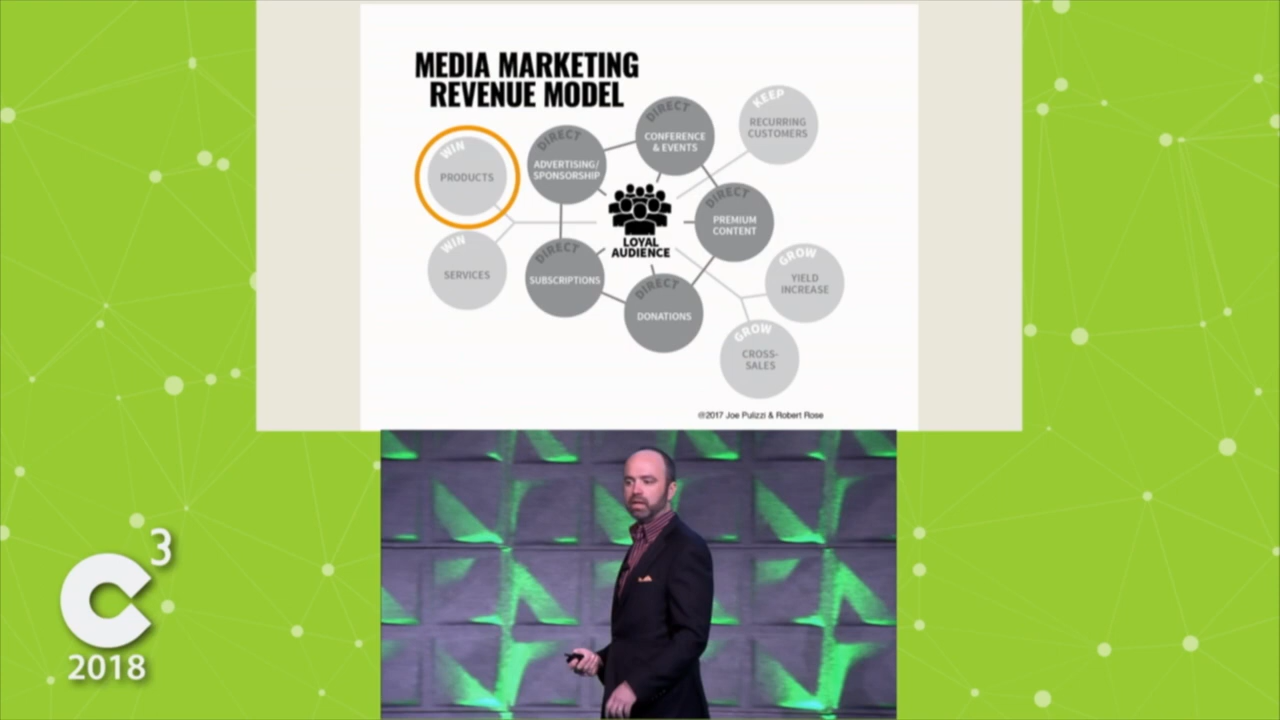 MEDIA MARKETING
REVENUE MODEL
WIN
PRODUCTS
WIN
SERVICES
DIRECT
ADVERTISING/
SPONSORSHIP
DIRECT
CONFERENCE
& EVENTS
KEEP
RECURRING
CUSTOMERS
DIRECT
PREMIUM
CONTENT
LOYAL
AUDIENCE
DIRECT
SUBSCRIPTIONS
DIRECT
DONATIONS
GROW
YIELD
INCREASE
GROW
CROSS-
SALES
@2017 Joe Pulizzi & Robert Rose
C3
2018